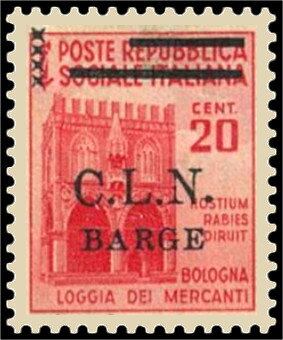 POSTE REPUBBLICA
SOCIALE ITALIANA
CENT.
20
C.L.N.
BARGE
HOSTIUM
RABIES
DIRUIT
BOLOGNA
LOGGIA DEI MERCANTI